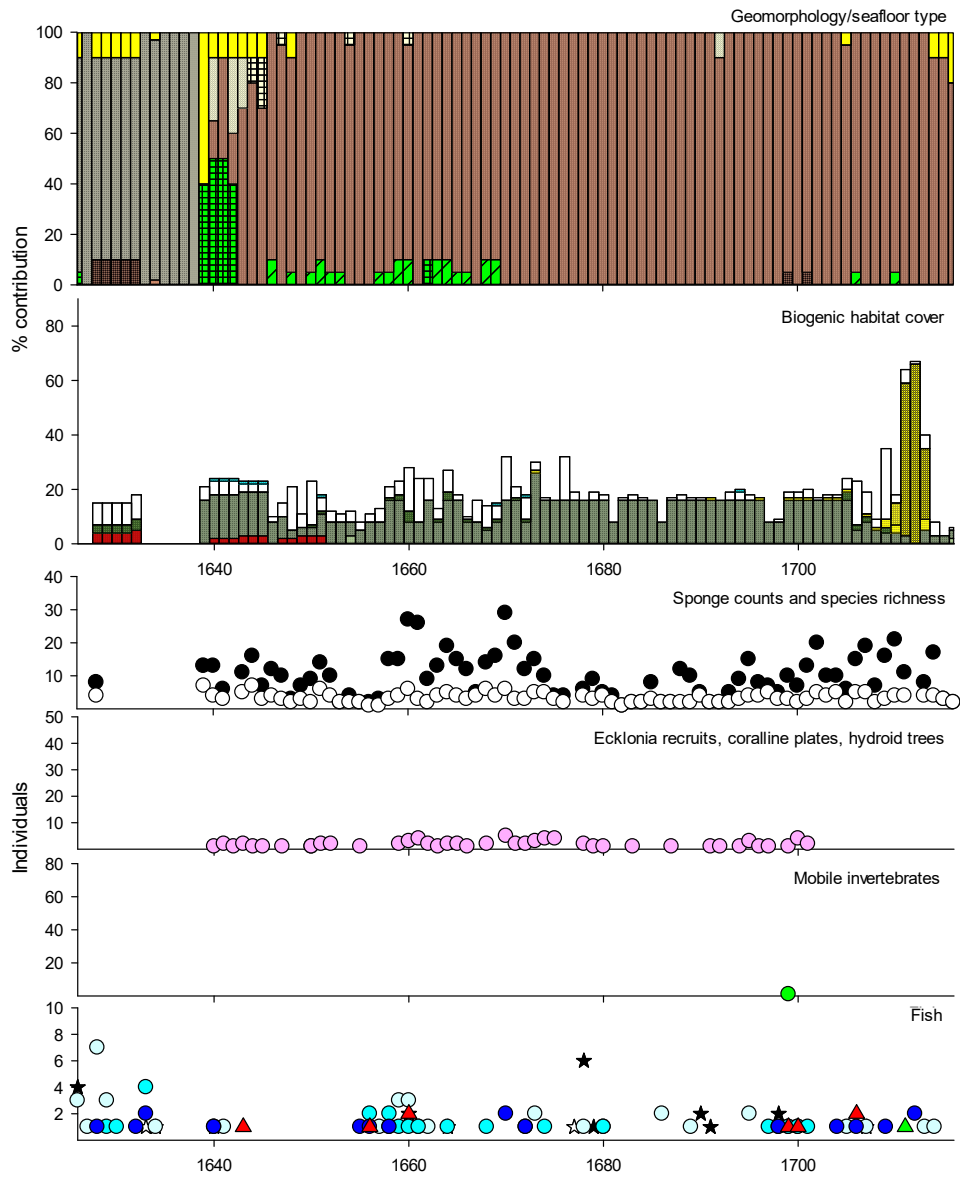 Geomorphology/seafloor type
100
80
60
40
20
0
% contribution
Biogenic habitat cover
80
60
40
20
0
1640 1660 1680 1700
Sponge counts and species richness
40
30
20
10
Ecklonia recruits, coralline plates, hydroid trees
50
40
30
20
10
Individuals
Mobile invertebrates
80
60
40
20
Fish
10
8
6
4
2
1640 1660 1680 1700